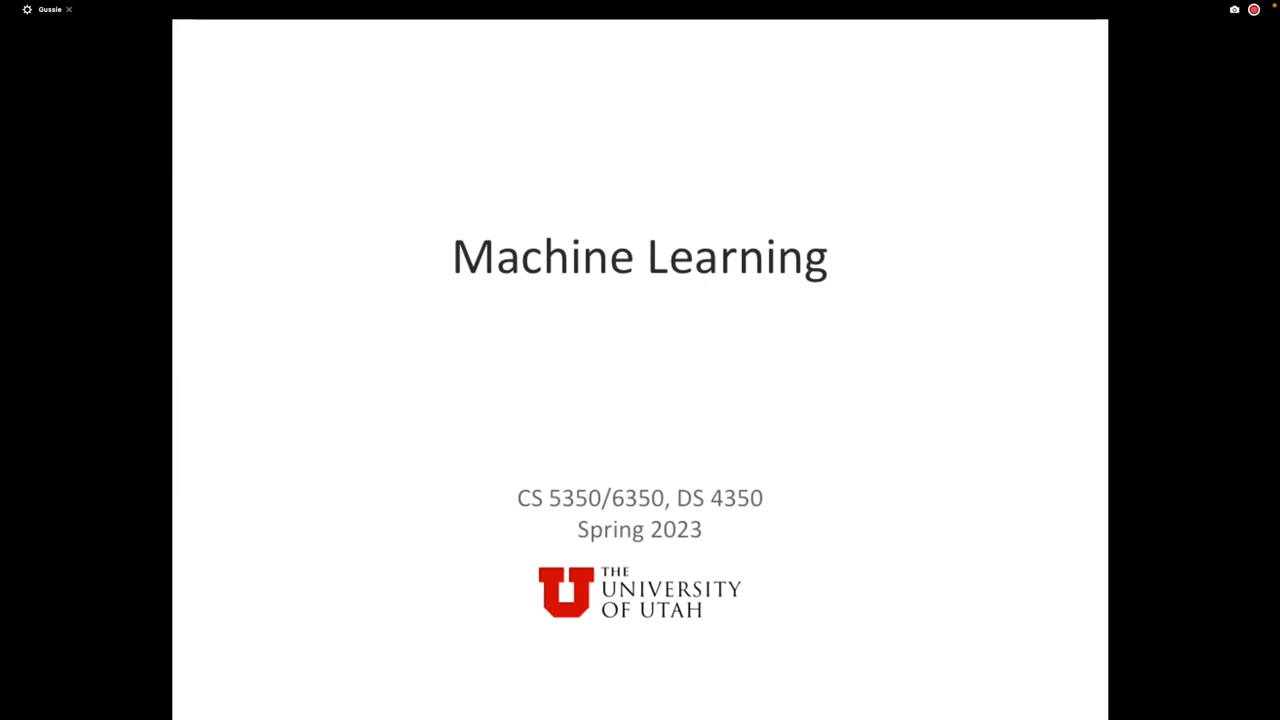 Gussie
Machine Learning
CS 5350/6350, DS 4350
Spring 2023
THE
UNIVERSITY
OF UTAH